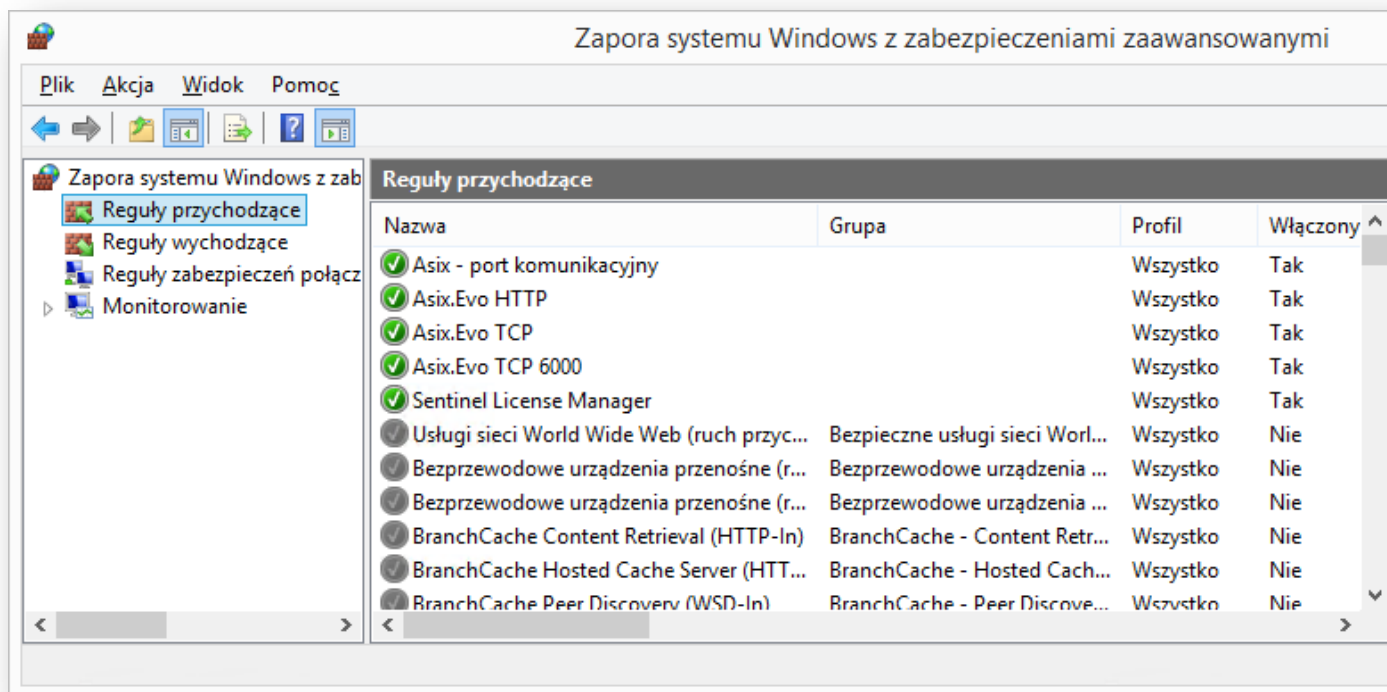 Zapora systemu Windows z zabezpieczeniami zaawansowanymi
Plik Akcja Widok Pomoc
Zapora systemu Windows z zab
Reguły przychodzące
Reguły wychodzące
Reguły zabezpieczeń połącz
Monitorowanie
Reguły przychodzące
Nazwa Grupa Profil Włączony
Asix - port komunikacyjny Wszystko Tak
Asix.Evo HTTP Wszystko Tak
Asix.Evo TCP Wszystko Tak
Asix.Evo TCP 6000 Wszystko Tak
Sentinel License Manager Wszystko Tak
Usługi sieci World Wide Web (ruch przyc... Bezpieczne usługi sieci Worl... Wszystko Nie
Bezprzewodowe urządzenia przenośne (r... Bezprzewodowe urządzenia ... Wszystko Nie
Bezprzewodowe urządzenia przenośne (r... Bezprzewodowe urządzenia ... Wszystko Nie
BranchCache Content Retrieval (HTTP-In) BranchCache - Content Retr... Wszystko Nie
BranchCache Hosted Cache Server (HTT... BranchCache - Hosted Cach... Wszystko Nie
BranchCache Peer Discovery (WSD-In) BranchCache - Peer Discove... Wszystko Nie